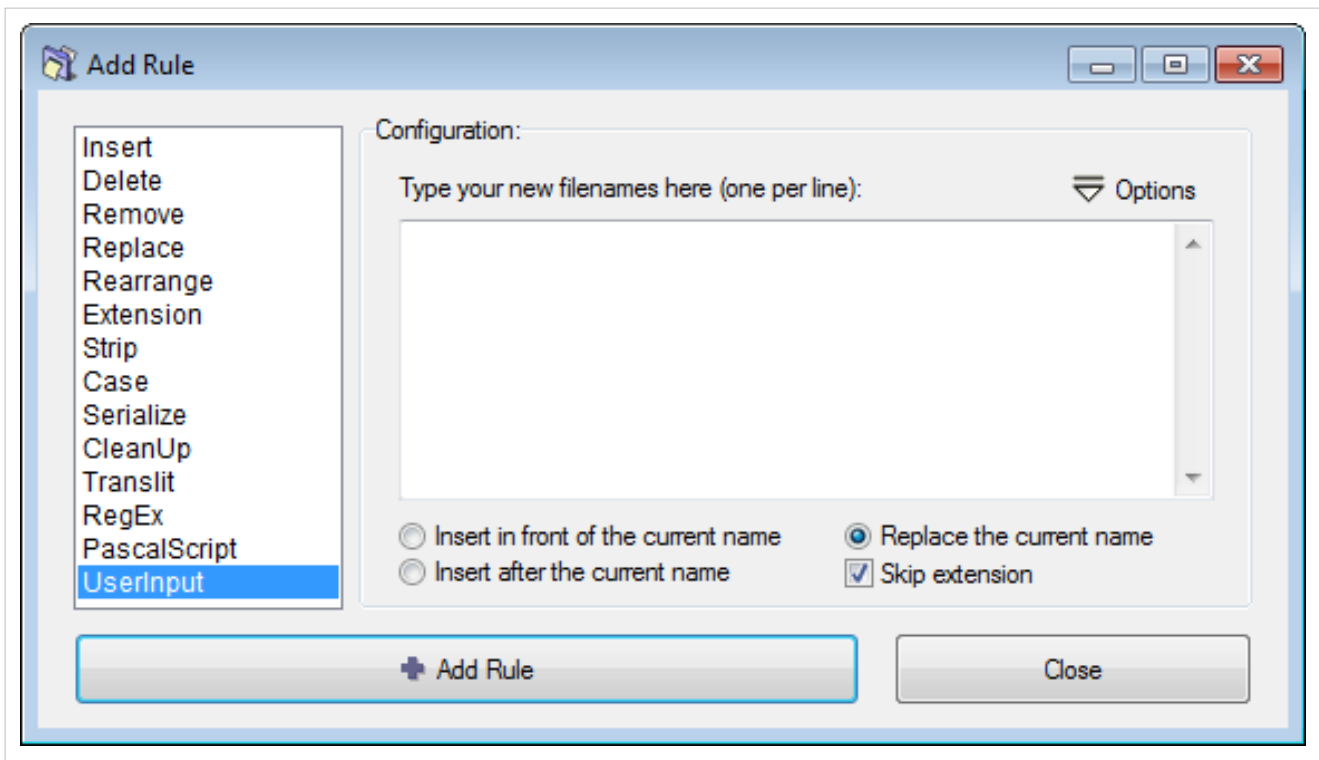 Add Rule
Insert
Delete
Remove
Replace
Rearrange
Extension
Strip
Case
Serialize
CleanUp
Translit
RegEx
PascalScript
UserInput
Configuration:
Type your new filenames here (one per line):
Options
Insert in front of the current name
Replace the current name
Insert after the current name
Skip extension
Add Rule
Close